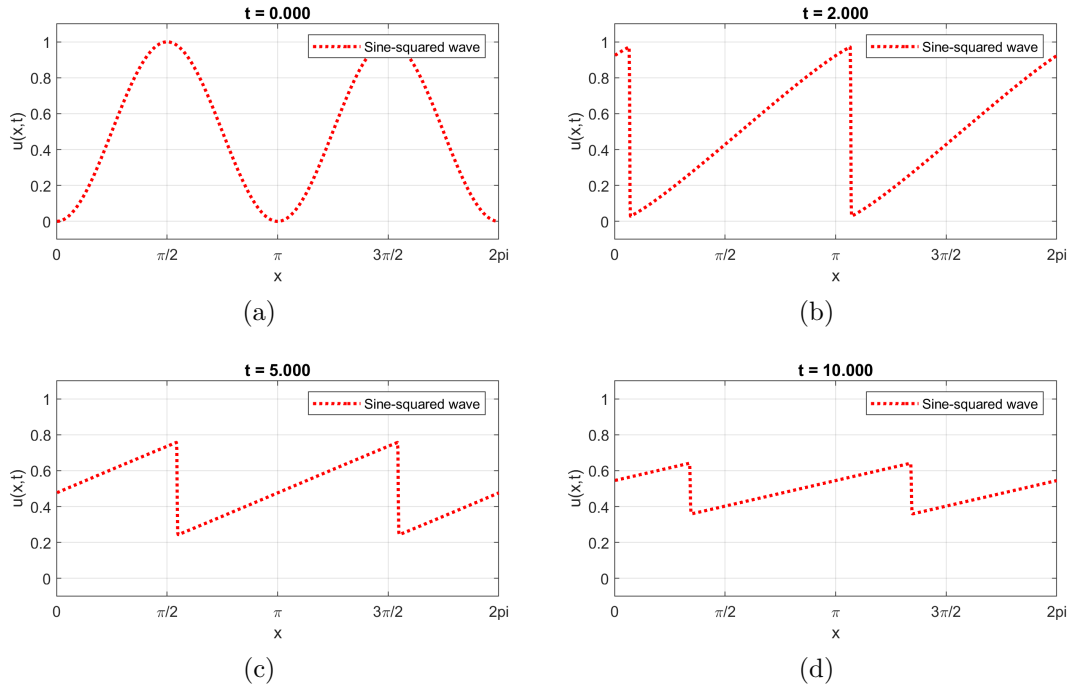 t = 0.000
Sine-squared wave
u(x,t)
1
0.8
0.6
0.4
0.2
0
0
π/2
π
3π/2
2pi
x
(a)
t = 2.000
Sine-squared wave
u(x,t)
1
0.8
0.6
0.4
0.2
0
0
π/2
π
3π/2
2pi
x
(b)
t = 5.000
Sine-squared wave
u(x,t)
1
0.8
0.6
0.4
0.2
0
0
π/2
π
3π/2
2pi
x
(c)
t = 10.000
Sine-squared wave
u(x,t)
1
0.8
0.6
0.4
0.2
0
0
π/2
π
3π/2
2pi
x
(d)